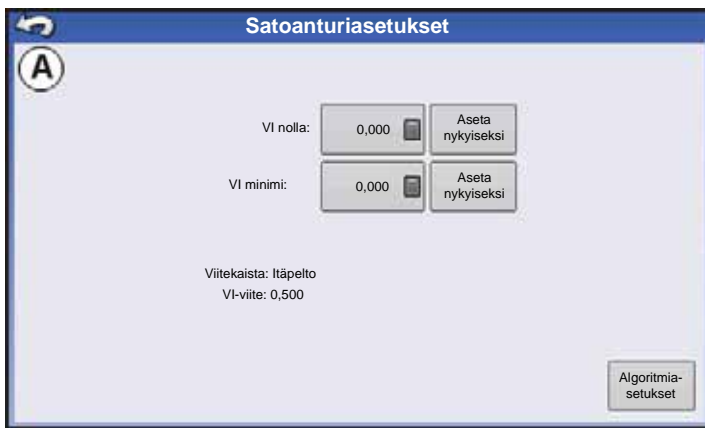 Satoanturiasetukset
A
VI nolla: 0,000 Aseta
nykyiseksi
VI minimi: 0,000 Aseta
nykyiseksi
Viitekaista: Itäpelto
VI-viite: 0,500
Algoritmia-
setukset